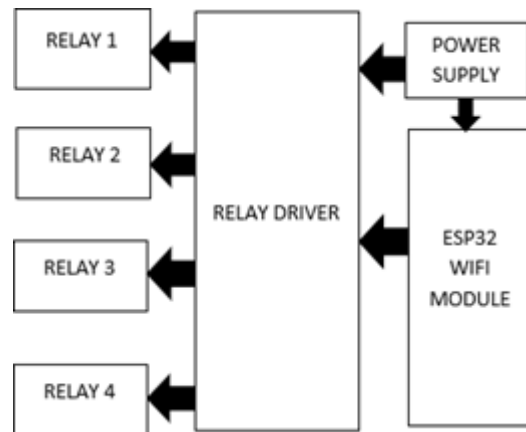 RELAY 1
RELAY 2
RELAY 3
RELAY 4
RELAY DRIVER
POWER
SUPPLY
ESP32
WIFI
MODULE